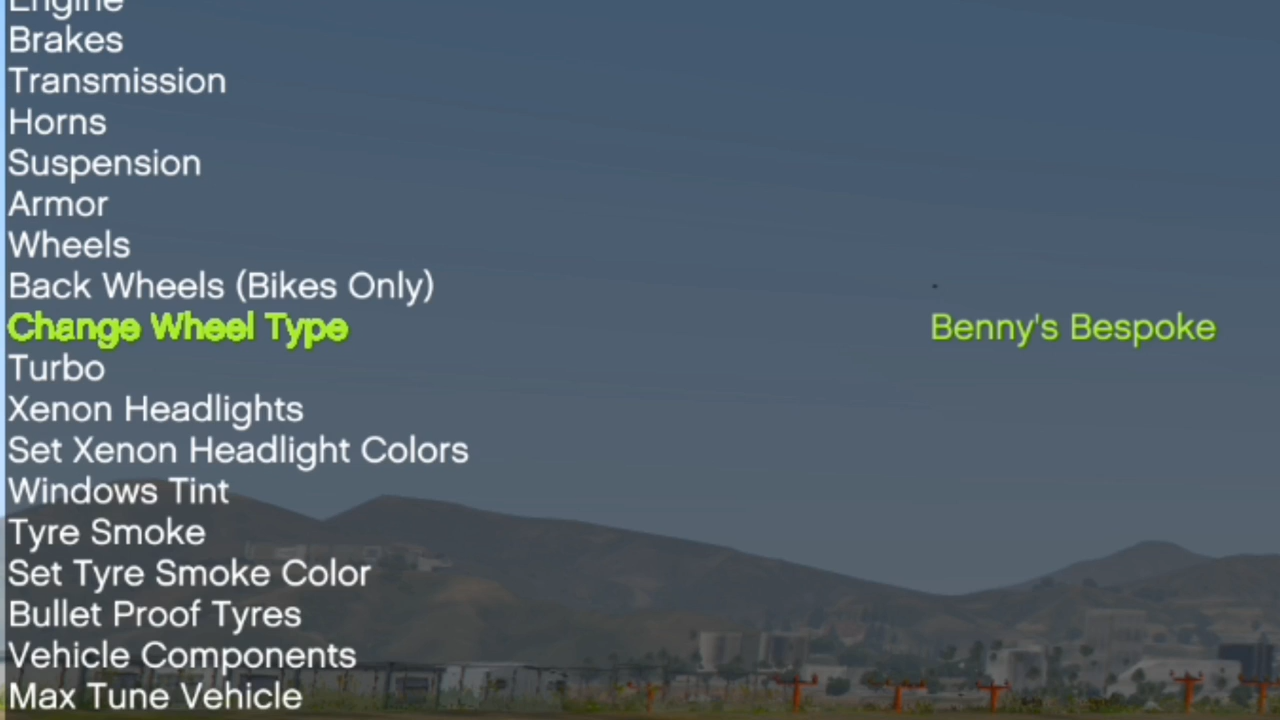 Engine
Brakes
Transmission
Horns
Suspension
Armor
Wheels
Back Wheels (Bikes Only)
Change Wheel Type Benny's Bespoke
Turbo
Xenon Headlights
Set Xenon Headlight Colors
Windows Tint
Tyre Smoke
Set Tyre Smoke Color
Bullet Proof Tyres
Vehicle Components
Max Tune Vehicle